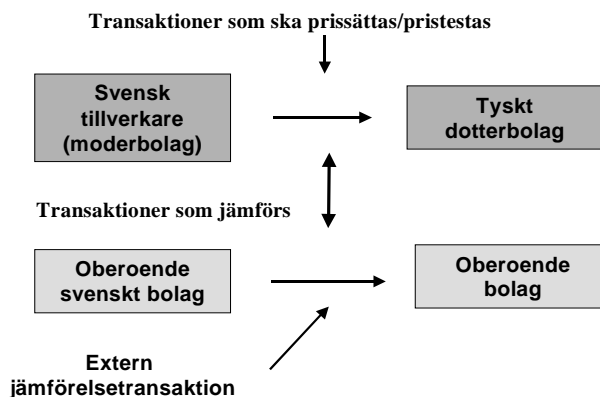 Transaktioner som ska prissättas/pristestas
Svensk
tillverkare
(moderbolag)
Tyskt
dotterbolag
Transaktioner som jämförs
Oberoende
svenskt bolag
Oberoende
bolag
Extern
jämförelsetransaktion